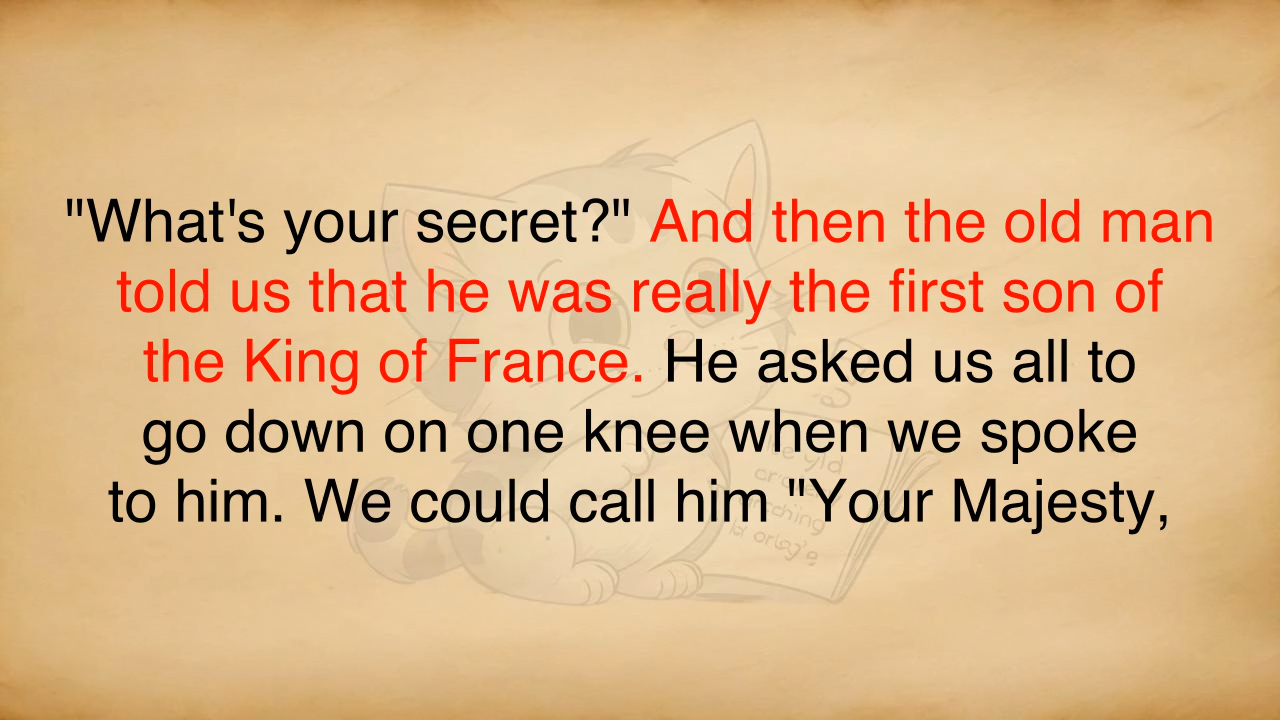 "What's your secret?" And then the old man
told us that he was really the first son of
the King of France. He asked us all to
go down on one knee when we spoke
to him. We could call him "Your Majesty,